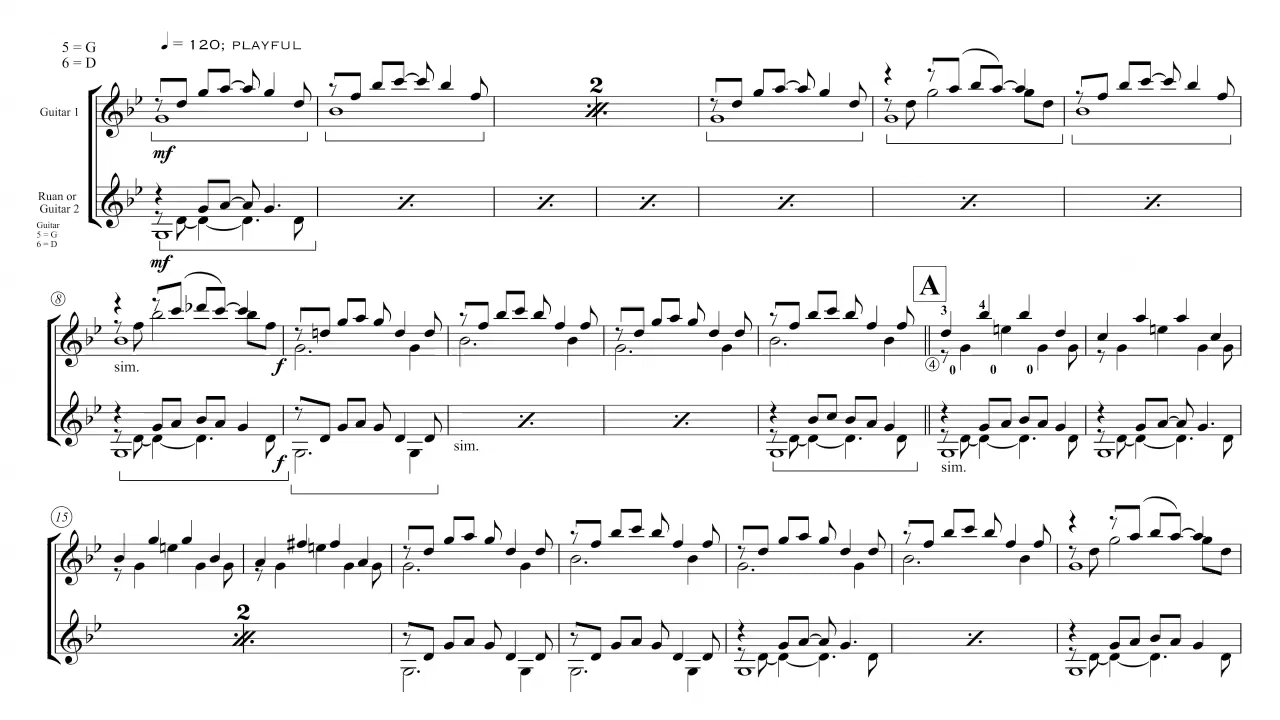 5 = G
6 = D
♩ = 120; PLAYFUL
2
Guitar 1
mf
Ruan or
Guitar 2
Guitar
5 = G
6 = D
mf
8
A
3 4
sim. f ④ 0 0 0
sim.
f sim.
15
2